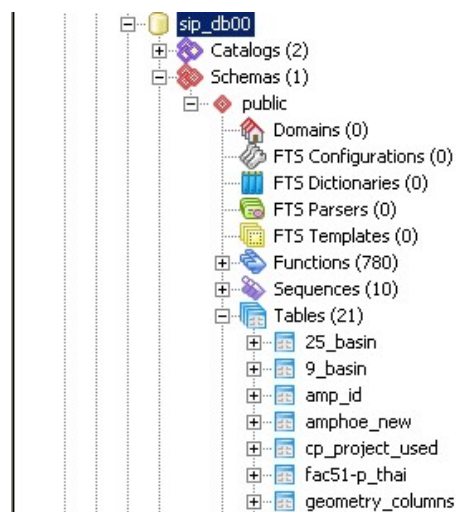 sip_db00
Catalogs (2)
Schemas (1)
public
Domains (0)
FTS Configurations (0)
FTS Dictionaries (0)
FTS Parsers (0)
FTS Templates (0)
Functions (780)
Sequences (10)
Tables (21)
25_basin
9_basin
amp_id
amphoe_new
cp_project_used
fac51-p_thai
geometry_columns